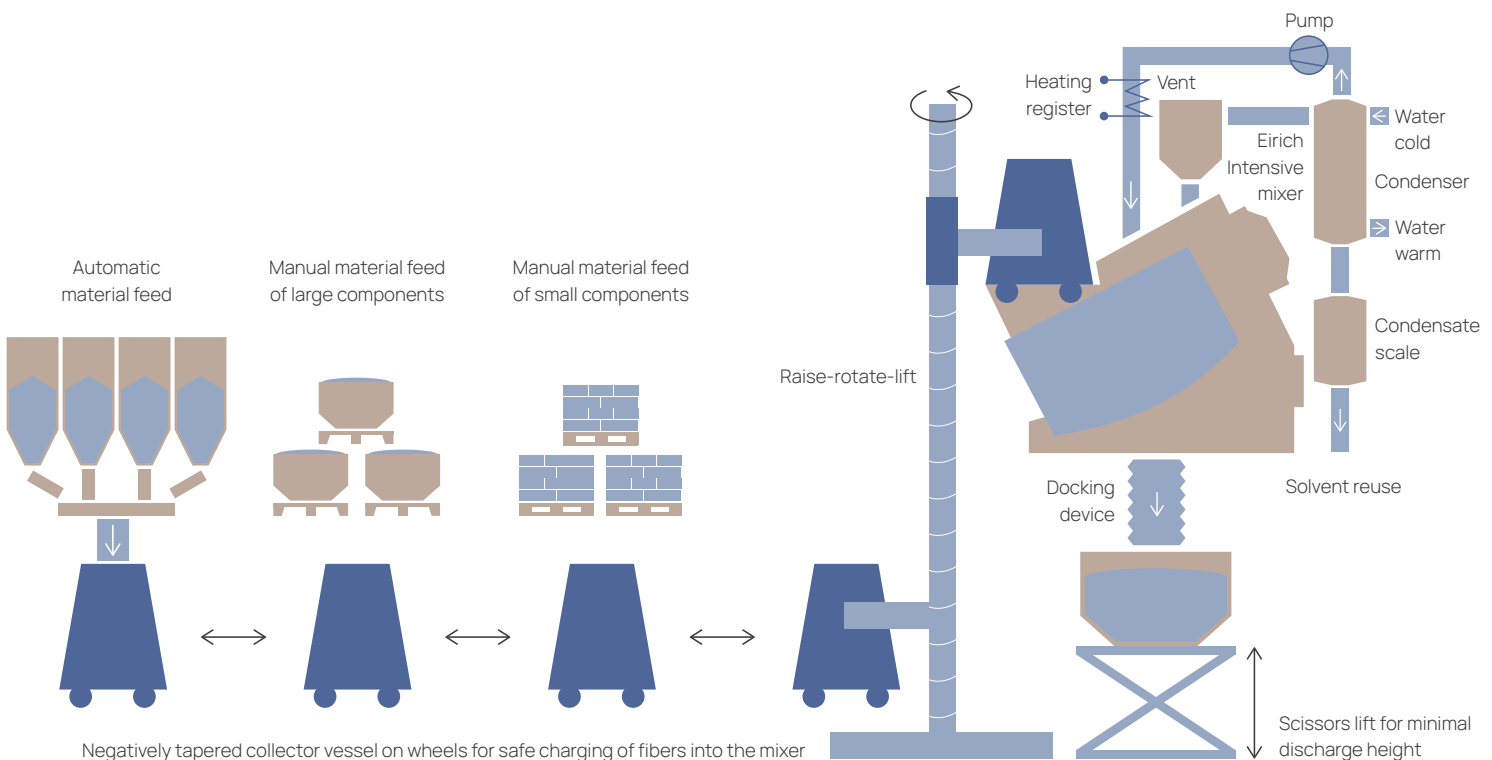 Pump
Heating
register
Vent
Water
cold
Eirich
Intensive
mixer
Condenser
Water
warm
Automatic
material feed
Manual material feed
of large components
Manual material feed
of small components
Condensate
scale
Raise-rotate-lift
Docking
device
Solvent reuse
Scissors lift for minimal
discharge height
Negatively tapered collector vessel on wheels for safe charging of fibers into the mixer